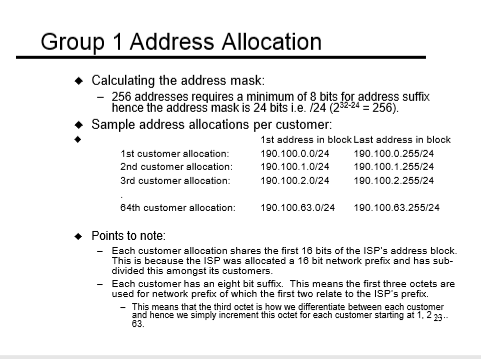 Group 1 Address Allocation
Calculating the address mask:
– 256 addresses requires a minimum of 8 bits for address suffix
hence the address mask is 24 bits i.e. /24 (2^32-24 = 256).
Sample address allocations per customer:
1st address in block Last address in block
1st customer allocation: 190.100.0.0/24 190.100.0.255/24
2nd customer allocation: 190.100.1.0/24 190.100.1.255/24
3rd customer allocation: 190.100.2.0/24 190.100.2.255/24
.
64th customer allocation: 190.100.63.0/24 190.100.63.255/24
Points to note:
– Each customer allocation shares the first 16 bits of the ISP's address block.
This is because the ISP was allocated a 16 bit network prefix and has sub-
divided this amongst its customers.
– Each customer has an eight bit suffix. This means the first three octets are
used for network prefix of which the first two relate to the ISP's prefix.
– This means that the third octet is how we differentiate between each customer
and hence we simply increment this octet for each customer starting at 1, 2 ...
63.
23